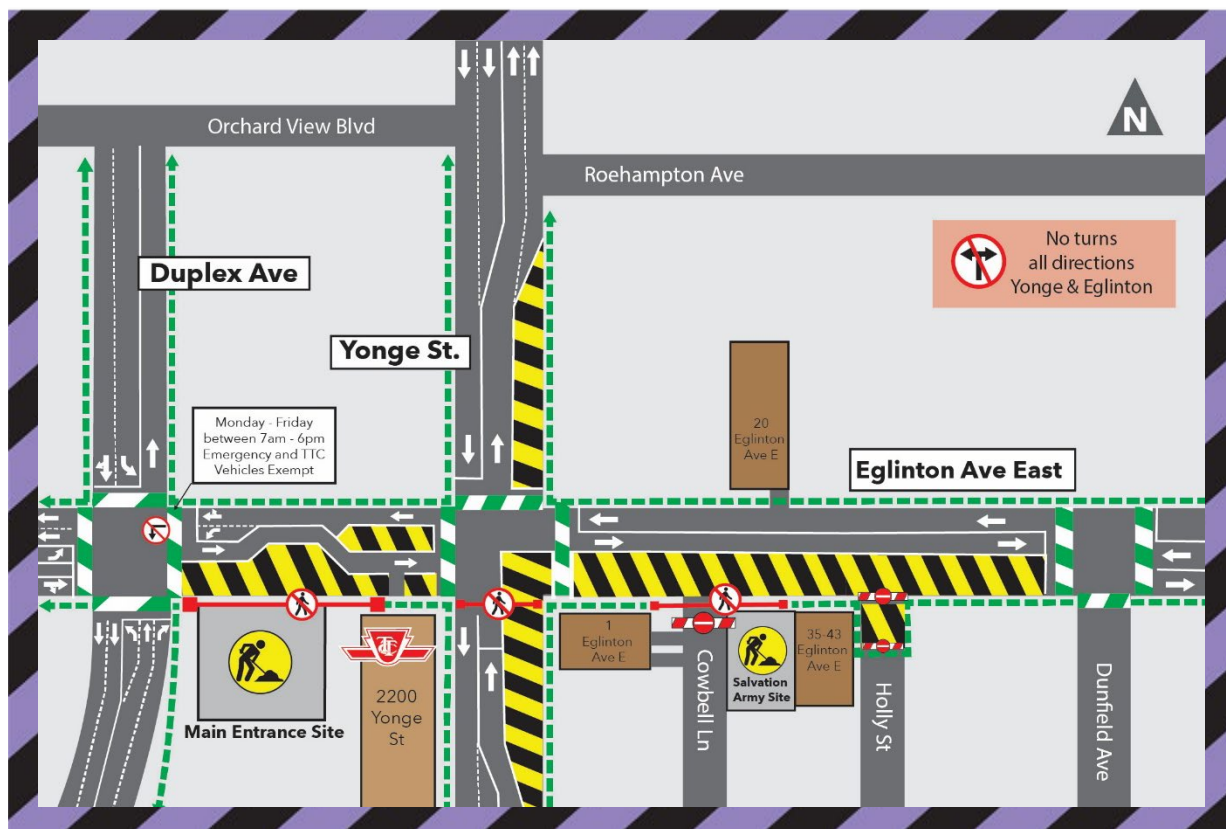 Orchard View Blvd
N
Roehampton Ave
No turns
all directions
Yonge & Eglinton
Duplex Ave
Yonge St.
Monday - Friday
between 7am - 6pm
Emergency and TTC
Vehicles Exempt
20
Eglinton
Ave E
Eglinton Ave East
1
Eglinton
Ave E
Cowbell Ln
Salvation
Army Site
35-43
Eglinton
Ave E
Holly St
Dunfield Ave
TTC
2200
Yonge
St
Main Entrance Site